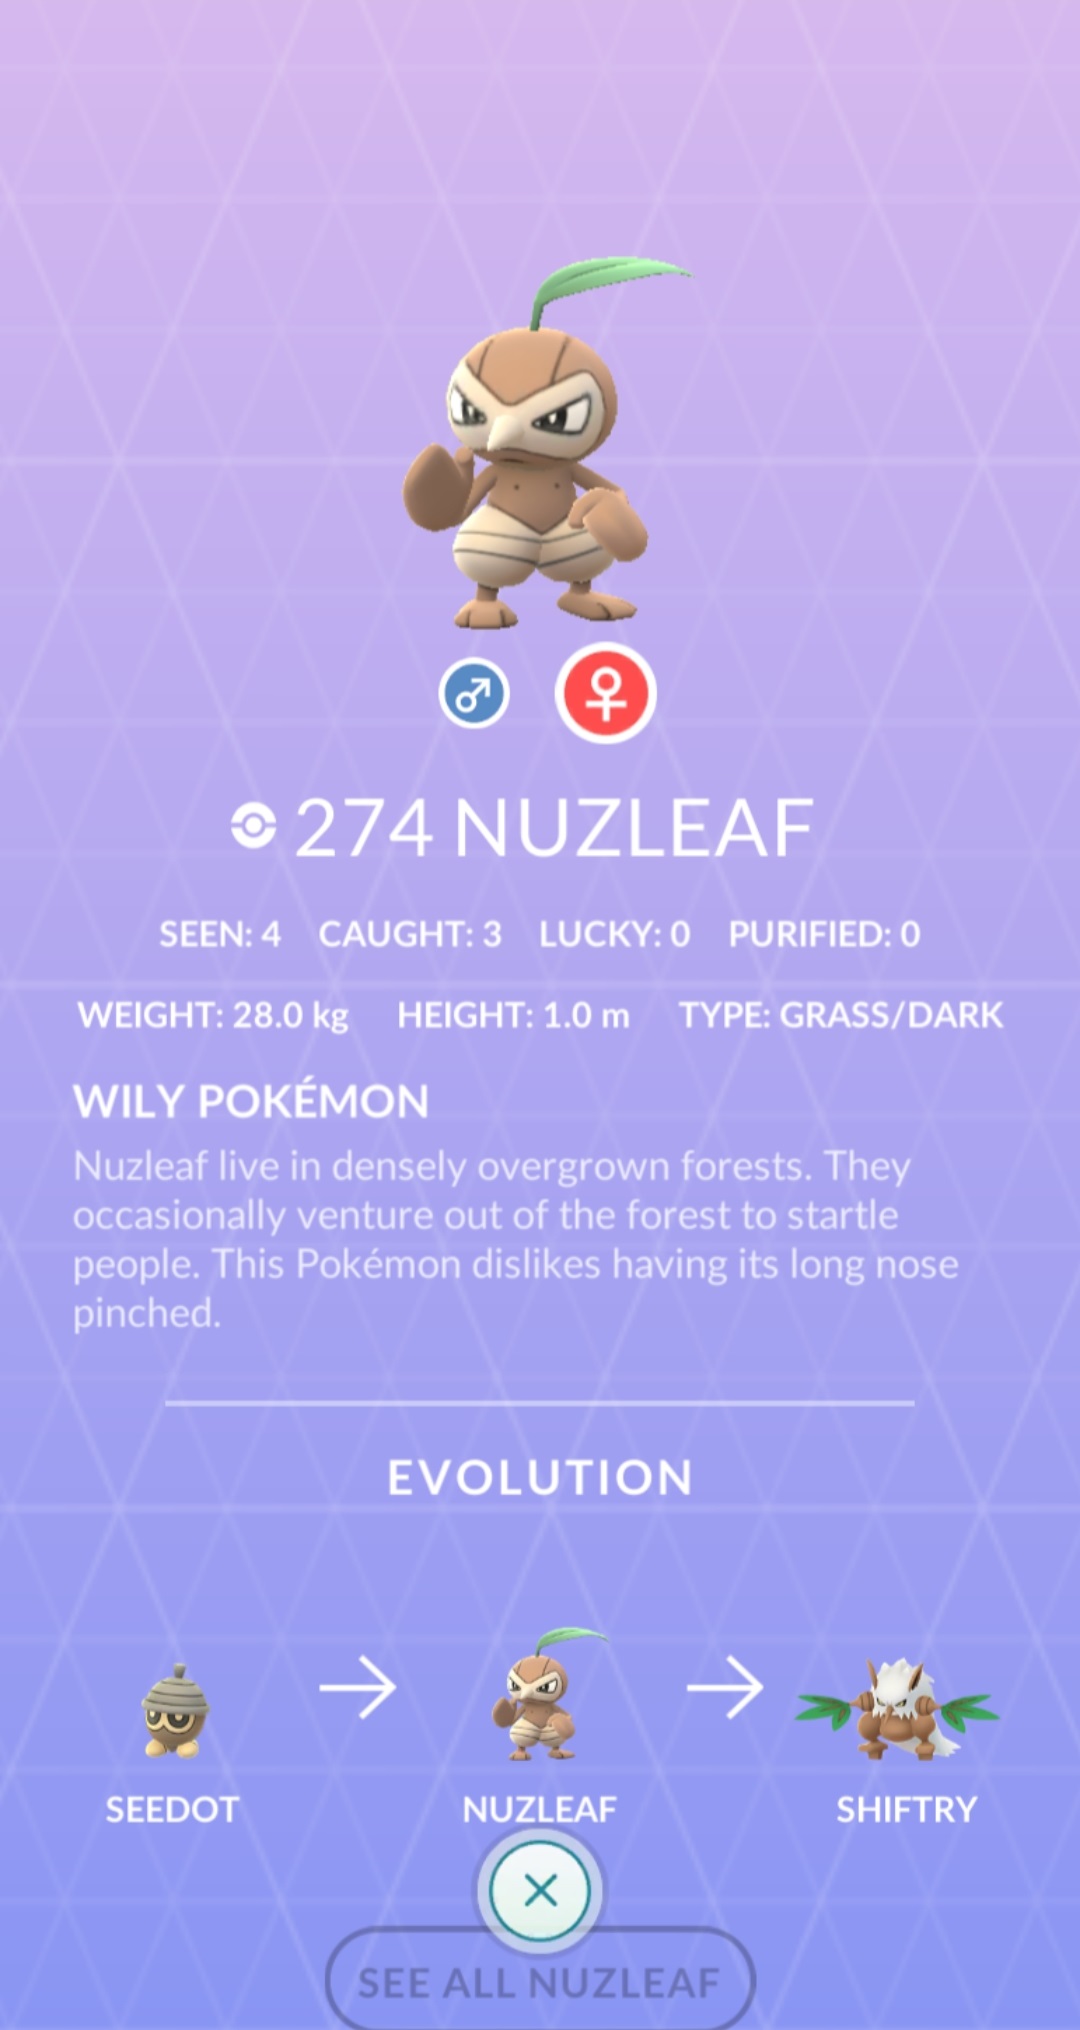 274 NUZLEAF
SEEN: 4 CAUGHT: 3 LUCKY: 0 PURIFIED: 0
WEIGHT: 28.0 kg HEIGHT: 1.0 m TYPE: GRASS/DARK
WILY POKÉMON
Nuzleaf live in densely overgrown forests. They
occasionally venture out of the forest to startle
people. This Pokémon dislikes having its long nose
pinched.
EVOLUTION
SEEDOT NUZLEAF SHIFTRY
SEE ALL NUZLEAF